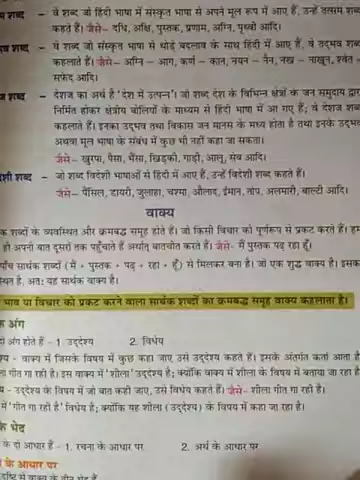 म शब्द – वे शब्द जो हिंदी भाषा में संस्कृत भाषा से अपने मूल रूप में आए हैं, उन्हें तत्सम शब्द
कहते हैं। जैसे– दधि, अक्षि, पुस्तक, प्रणाम, अग्नि, पृथ्वी आदि।
व शब्द – वे शब्द जो संस्कृत भाषा से थोड़े बदलाव के साथ हिंदी में आए हैं, वे तद्भव शब्द
कहलाते हैं। जैसे– अग्नि – आग, कर्ण – कान, नयन – नैन, नख – नाखून, श्वेत –
सफेद आदि।
ज शब्द – देशज का अर्थ है 'देश में उत्पन्न'। जो शब्द देश के विभिन्न क्षेत्रों के जन समुदाय द्वारा
निर्मित होकर क्षेत्रीय बोलियों के माध्यम से हिंदी भाषा में आ गए हैं; वे देशज शब्द
कहलाते हैं। इनका उद्भव तथा विकास जन मानस के मध्य होता है तथा इनके उद्भव
अथवा मूल भाषा के संबंध में कुछ भी नहीं कहा जा सकता।
जैसे– खुरपा, पैसा, भैंसा, खिड़की, गाड़ी, आलू, सेब आदि।
देशी शब्द – जो शब्द विदेशी भाषाओं से हिंदी में आए हैं, उन्हें विदेशी शब्द कहते हैं।
जैसे– पेंसिल, डायरी, जुलाहा, चश्मा, औलाद, ईमान, तोप, अलमारी, बाल्टी आदि।
वाक्य
क शब्दों के व्यवस्थित और क्रमबद्ध समूह होते हैं। जो किसी विचार को पूर्णरूप से प्रकट करते हैं। हम
ही अपनी बात दूसरों तक पहुँचाते हैं अर्थात् बातचीत करते हैं। जैसे- मैं पुस्तक पढ़ रहा हूँ।
पाँच सार्थक शब्दों (मैं + पुस्तक + पढ़ + रहा + हूँ) से मिलकर बना है। जो एक शुद्ध वाक्य है। इसका
स्थित है, अत: यह सार्थक वाक्य है।
भाव या विचार को प्रकट करने वाला सार्थक शब्दों का क्रमबद्ध समूह वाक्य कहलाता है।
के अंग
दो अंग होते हैं – 1. उद्देश्य 2. विधेय
य - वाक्य में जिसके विषय में कुछ कहा जाए, उसे उद्देश्य कहते हैं। इसके अंतर्गत कर्ता आता है
ला गीत गा रही है। इस वाक्य में 'शीला' उद्देश्य है; क्योंकि वाक्य में शीला के विषय में बताया जा रहा है
- उद्देश्य के विषय में जो बात कही जाए, उसे विधेय कहते हैं। जैसे– शीला गीत गा रही है।
में 'गीत गा रही है' विधेय है; क्योंकि यह शीला (उद्देश्य) के विषय में कहा जा रहा है।
के भेद
के दो आधार हैं – 1. रचना के आधार पर 2. अर्थ के आधार पर
के आधार पर